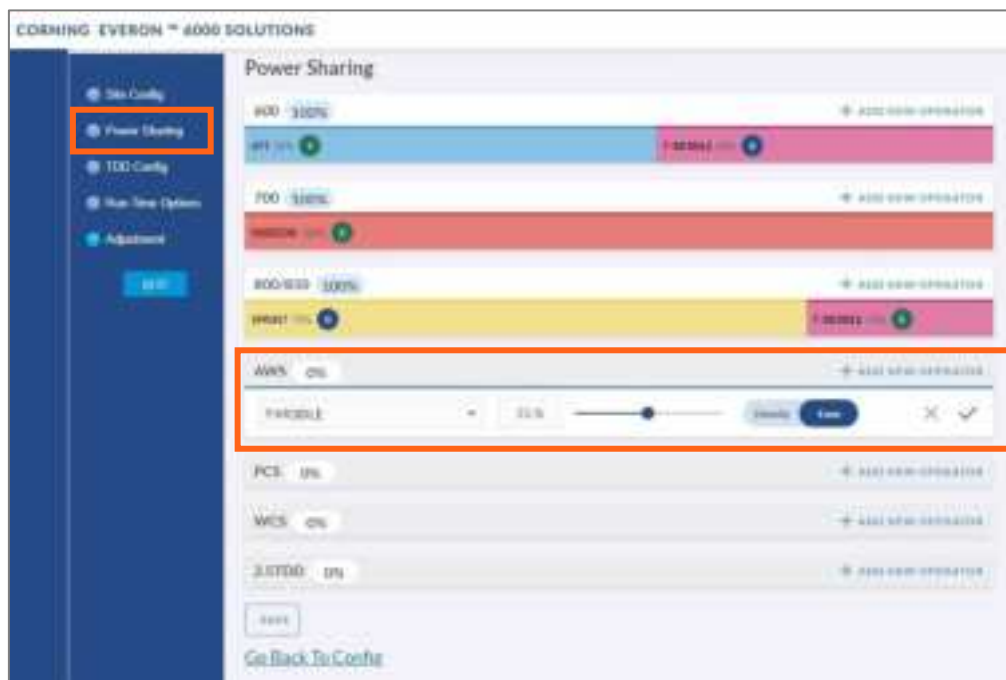 CORNING EVERON ™ 6000 SOLUTIONS
Power Sharing
Site Config
Power Sharing
TDD Config
Run Time Options
Adjustment
600 100%
+ ADD NEW OPERATOR
T-MOBILE
700 100%
+ ADD NEW OPERATOR
VERIZON
800/850 100%
+ ADD NEW OPERATOR
SPRINT
T-MOBILE
AWS 0%
+ ADD NEW OPERATOR
T-MOBILE
PCS 0%
+ ADD NEW OPERATOR
WCS 0%
+ ADD NEW OPERATOR
0%
+ ADD NEW OPERATOR
SAVE
Go Back To Config